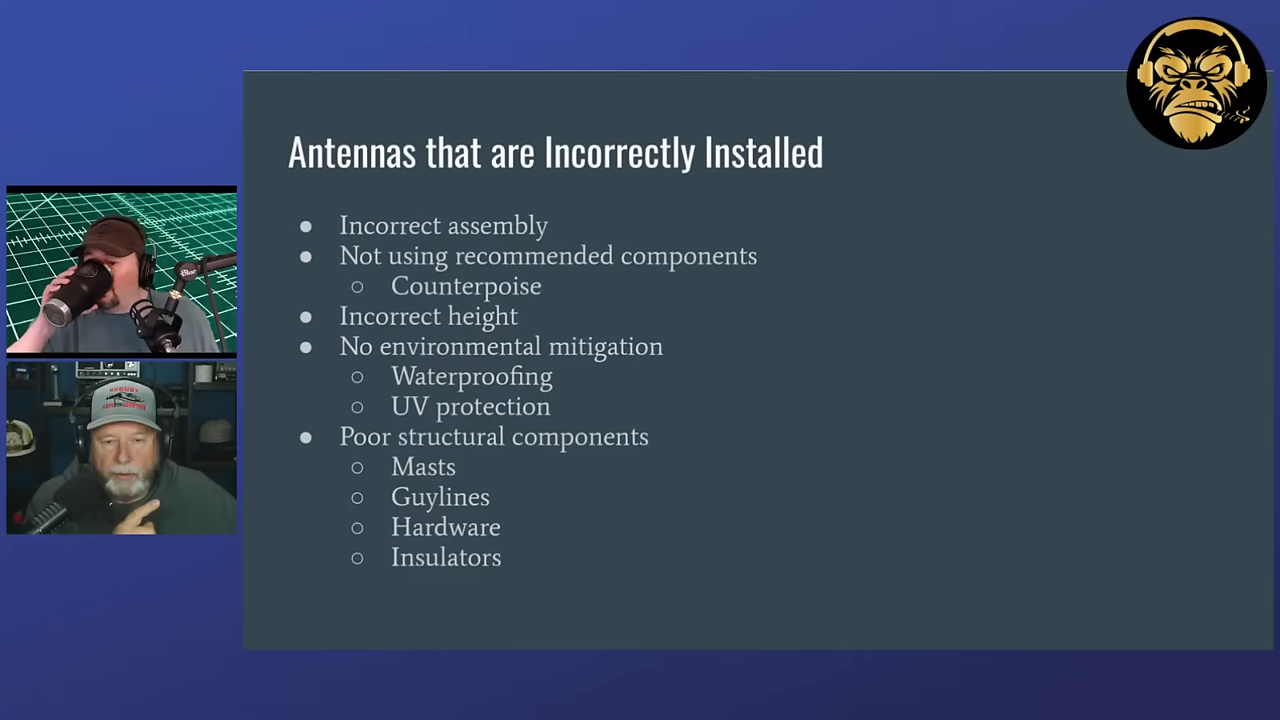 Antennas that are Incorrectly Installed
● Incorrect assembly
● Not using recommended components
○ Counterpoise
● Incorrect height
● No environmental mitigation
○ Waterproofing
○ UV protection
● Poor structural components
○ Masts
○ Guylines
○ Hardware
○ Insulators
Blue